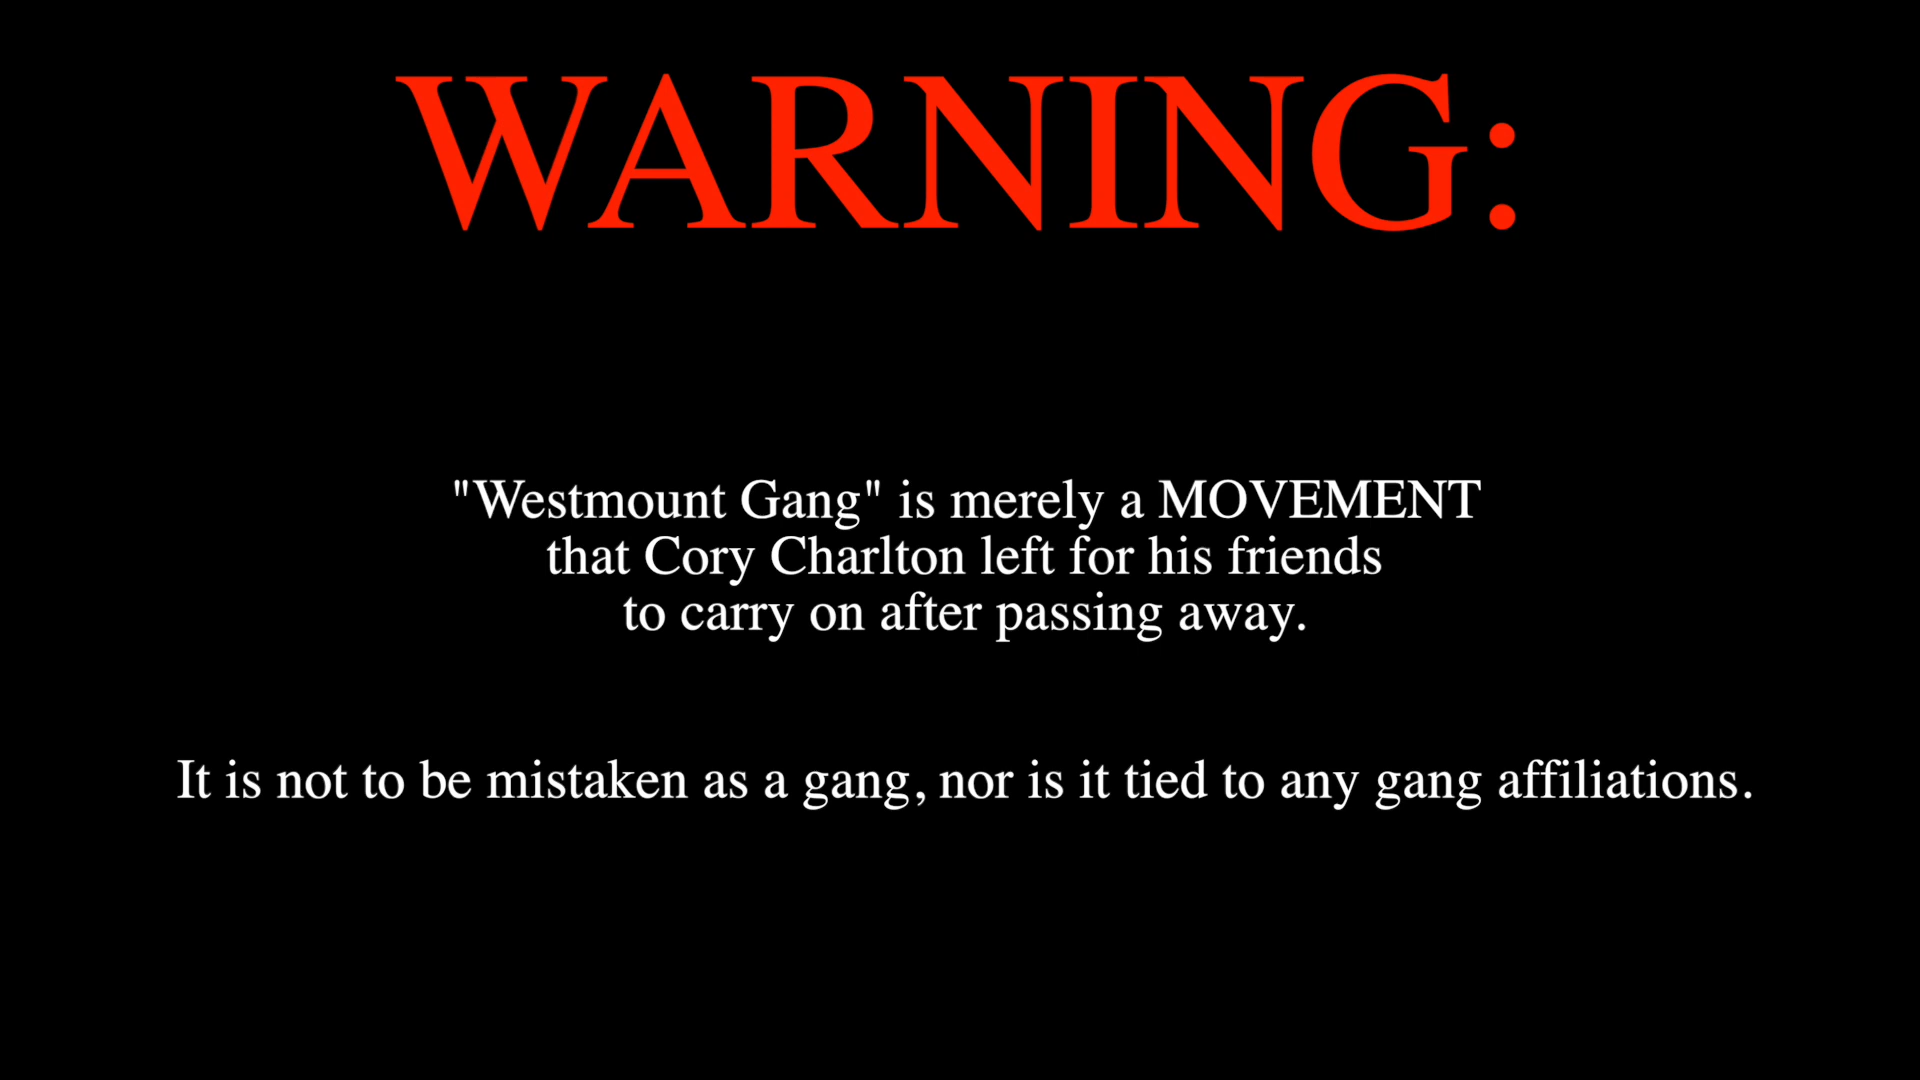 WARNING:
"Westmount Gang" is merely a MOVEMENT
that Cory Charlton left for his friends
to carry on after passing away.
It is not to be mistaken as a gang, nor is it tied to any gang affiliations.